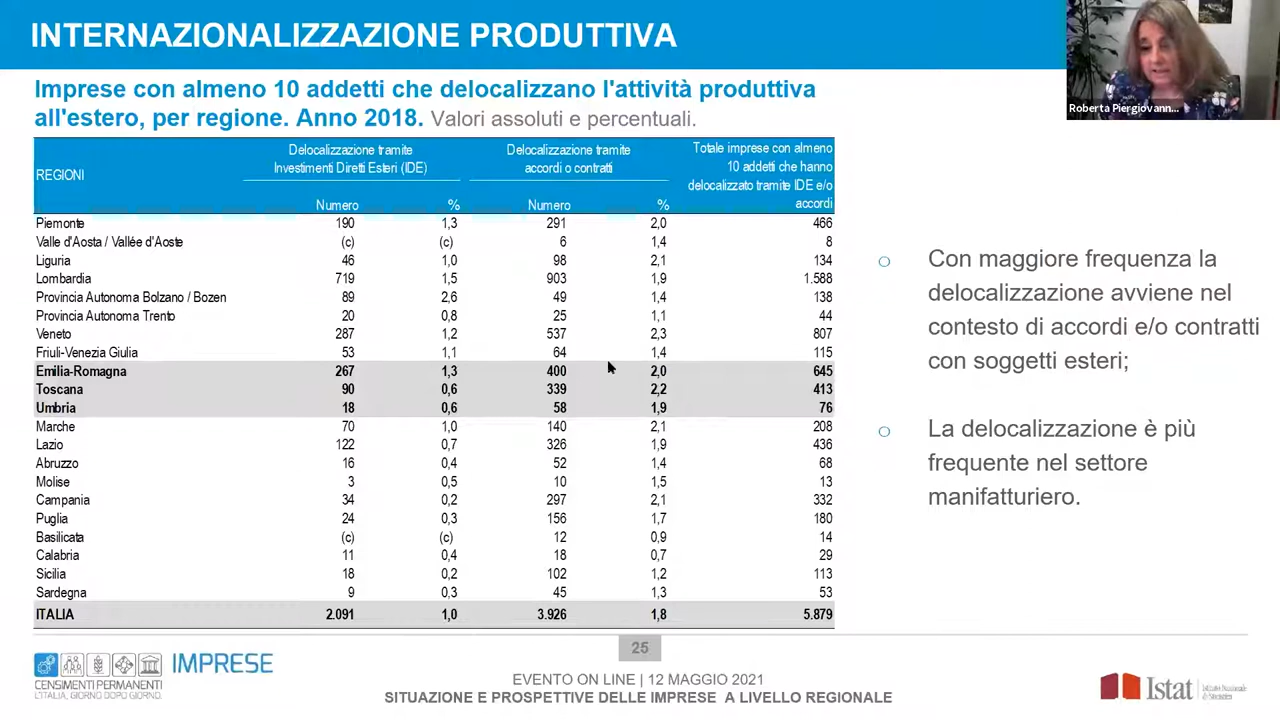 INTERNAZIONALIZZAZIONE PRODUTTIVA
Roberta Piergiovann...
Imprese con almeno 10 addetti che delocalizzano l'attività produttiva
all'estero, per regione. Anno 2018. Valori assoluti e percentuali.
REGIONI
Delocalizzazione tramite
Investimenti Diretti Esteri (IDE)
Delocalizzazione tramite
accordi o contratti
Totale imprese con almeno
10 addetti che hanno
delocalizzato tramite IDE e/o
accordi
Numero % Numero %
Piemonte 190 1,3 291 2,0 466
Valle d'Aosta / Vallée d'Aoste (c) (c) 6 1,4 8
Liguria 46 1,0 98 2,1 134
Lombardia 719 1,5 903 1,9 1.588
Provincia Autonoma Bolzano / Bozen 89 2,6 49 1,4 138
Provincia Autonoma Trento 20 0,8 25 1,1 44
Veneto 287 1,2 537 2,3 807
Friuli-Venezia Giulia 53 1,1 64 1,4 115
Emilia-Romagna 267 1,3 400 2,0 645
Toscana 90 0,6 339 2,2 413
Umbria 18 0,6 58 1,9 76
Marche 70 1,0 140 2,1 208
Lazio 122 0,7 326 1,9 436
Abruzzo 16 0,4 52 1,4 68
Molise 3 0,5 10 1,5 13
Campania 34 0,2 297 2,1 332
Puglia 24 0,3 156 1,7 180
Basilicata (c) (c) 12 0,9 14
Calabria 11 0,4 18 0,7 29
Sicilia 18 0,2 102 1,2 113
Sardegna 9 0,3 45 1,3 53
ITALIA 2.091 1,0 3.926 1,8 5.879
o Con maggiore frequenza la
delocalizzazione avviene nel
contesto di accordi e/o contratti
con soggetti esteri;
o La delocalizzazione è più
frequente nel settore
manifatturiero.
25
IMPRESE
CENSIMENTI PERMANENTI
L'ITALIA, GIORNO DOPO GIORNO.
EVENTO ON LINE | 12 MAGGIO 2021
SITUAZIONE E PROSPETTIVE DELLE IMPRESE A LIVELLO REGIONALE
Istat
Istituto Nazionale
di Statistica